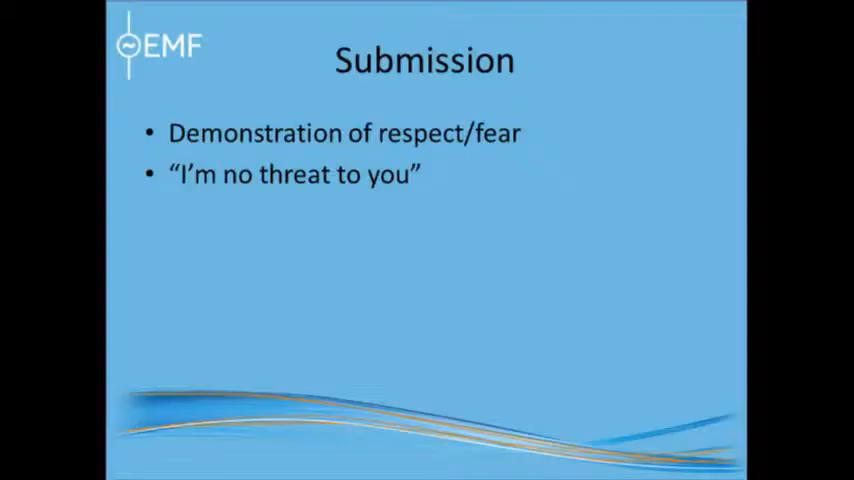 EMF
Submission
• Demonstration of respect/fear
• “I’m no threat to you”